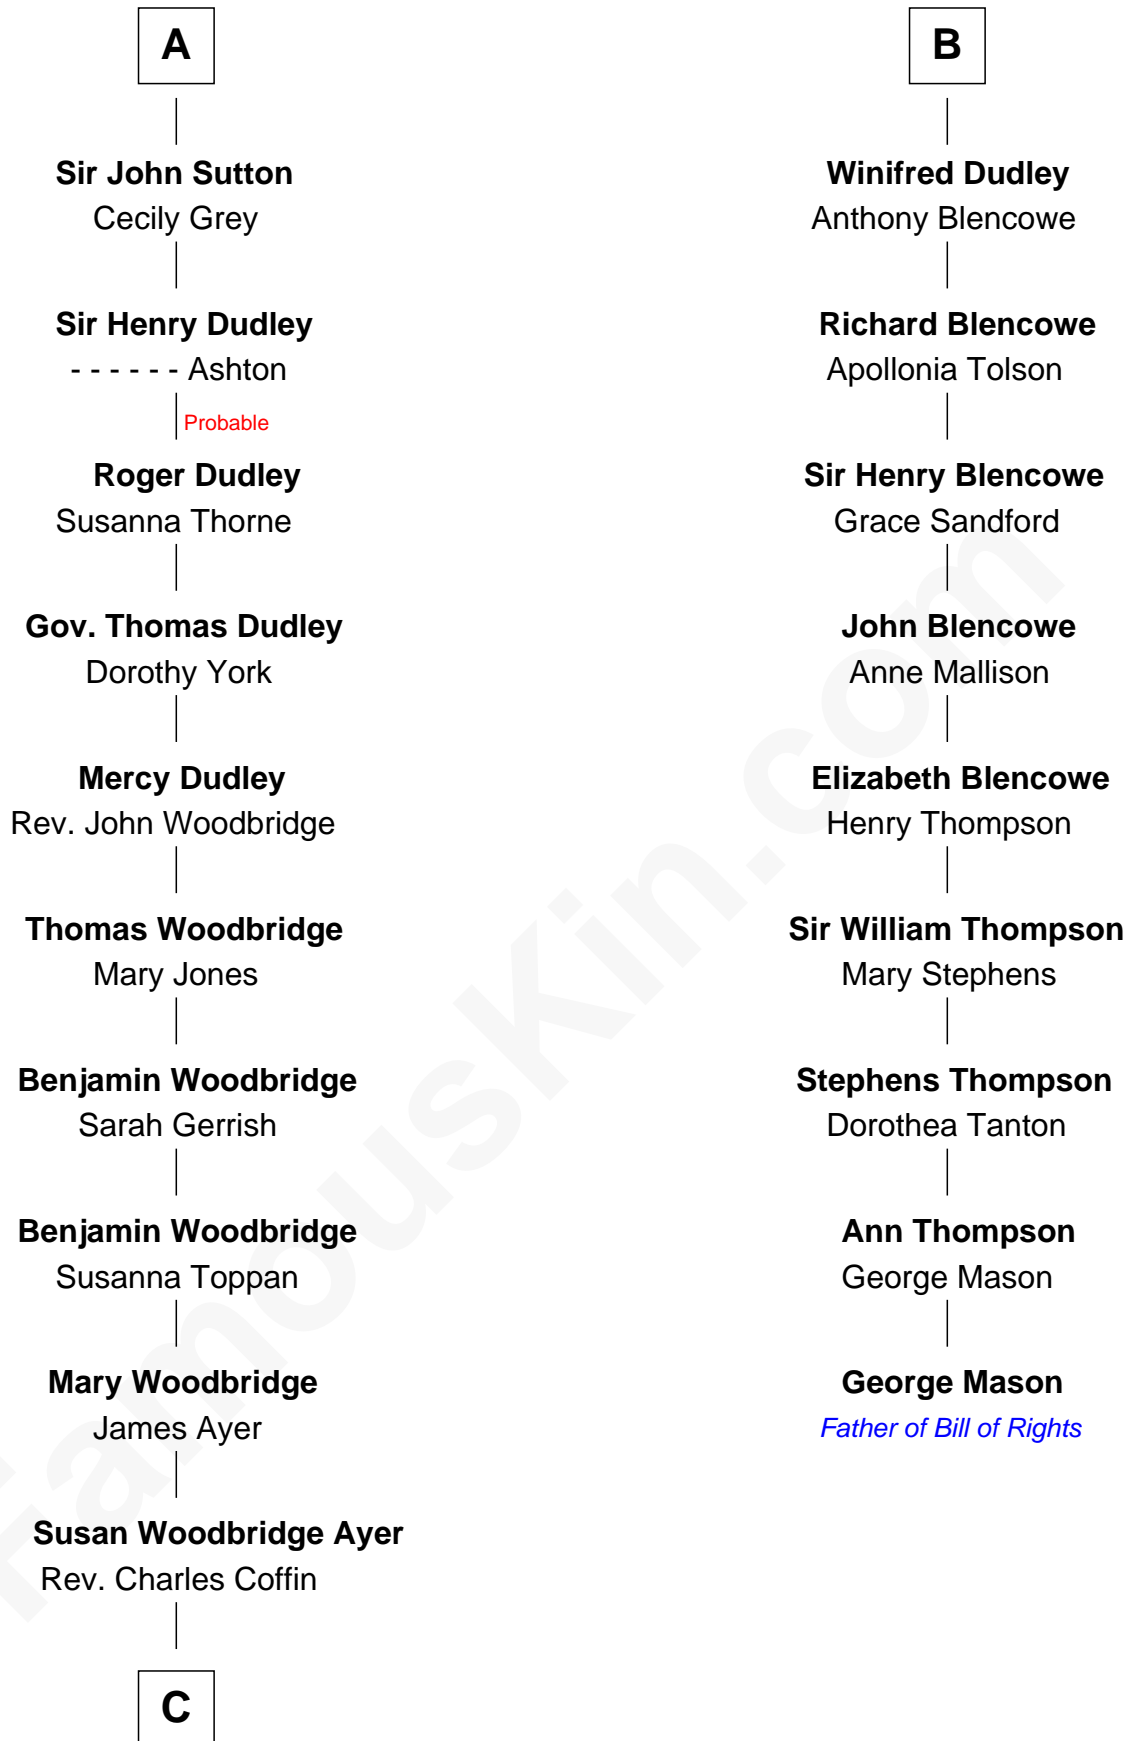 A
Sir John Sutton
Cecily Grey
Sir Henry Dudley
- - - - - - Ashton
Probable
Roger Dudley
Susanna Thorne
Gov. Thomas Dudley
Dorothy York
Mercy Dudley
Rev. John Woodbridge
Thomas Woodbridge
Mary Jones
Benjamin Woodbridge
Sarah Gerrish
Benjamin Woodbridge
Susanna Toppan
Mary Woodbridge
James Ayer
Susan Woodbridge Ayer
Rev. Charles Coffin
C
B
Winifred Dudley
Anthony Blencowe
Richard Blencowe
Apollonia Tolson
Sir Henry Blencowe
Grace Sandford
John Blencowe
Anne Mallison
Elizabeth Blencowe
Henry Thompson
Sir William Thompson
Mary Stephens
Stephens Thompson
Dorothea Tanton
Ann Thompson
George Mason
George Mason
Father of Bill of Rights
FamousKin.com